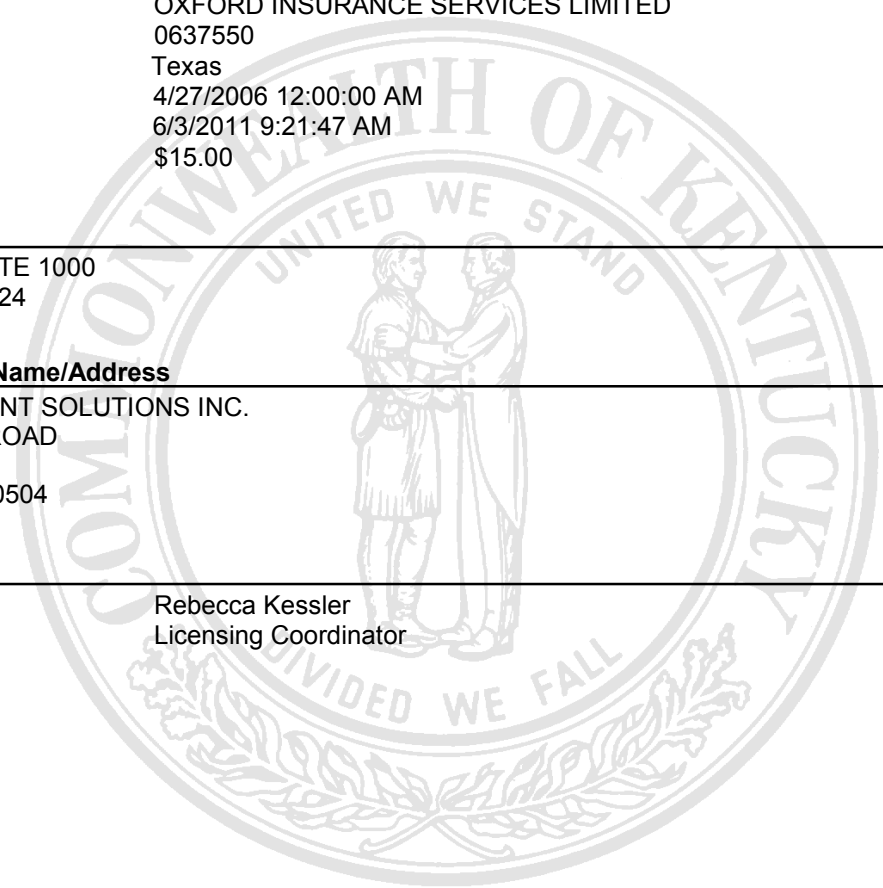 OXFORD INSURANCE SERVICES LIMITED
0637550
Texas
4/27/2006 12:00:00 AM
6/3/2011 9:21:47 AM
$15.00
TE 1000
24
Name/Address
NT SOLUTIONS INC.
ROAD
0504
Rebecca Kessler
Licensing Coordinator
COMMONWEALTH OF KENTUCKY
UNITED WE STAND
DIVIDED WE FALL